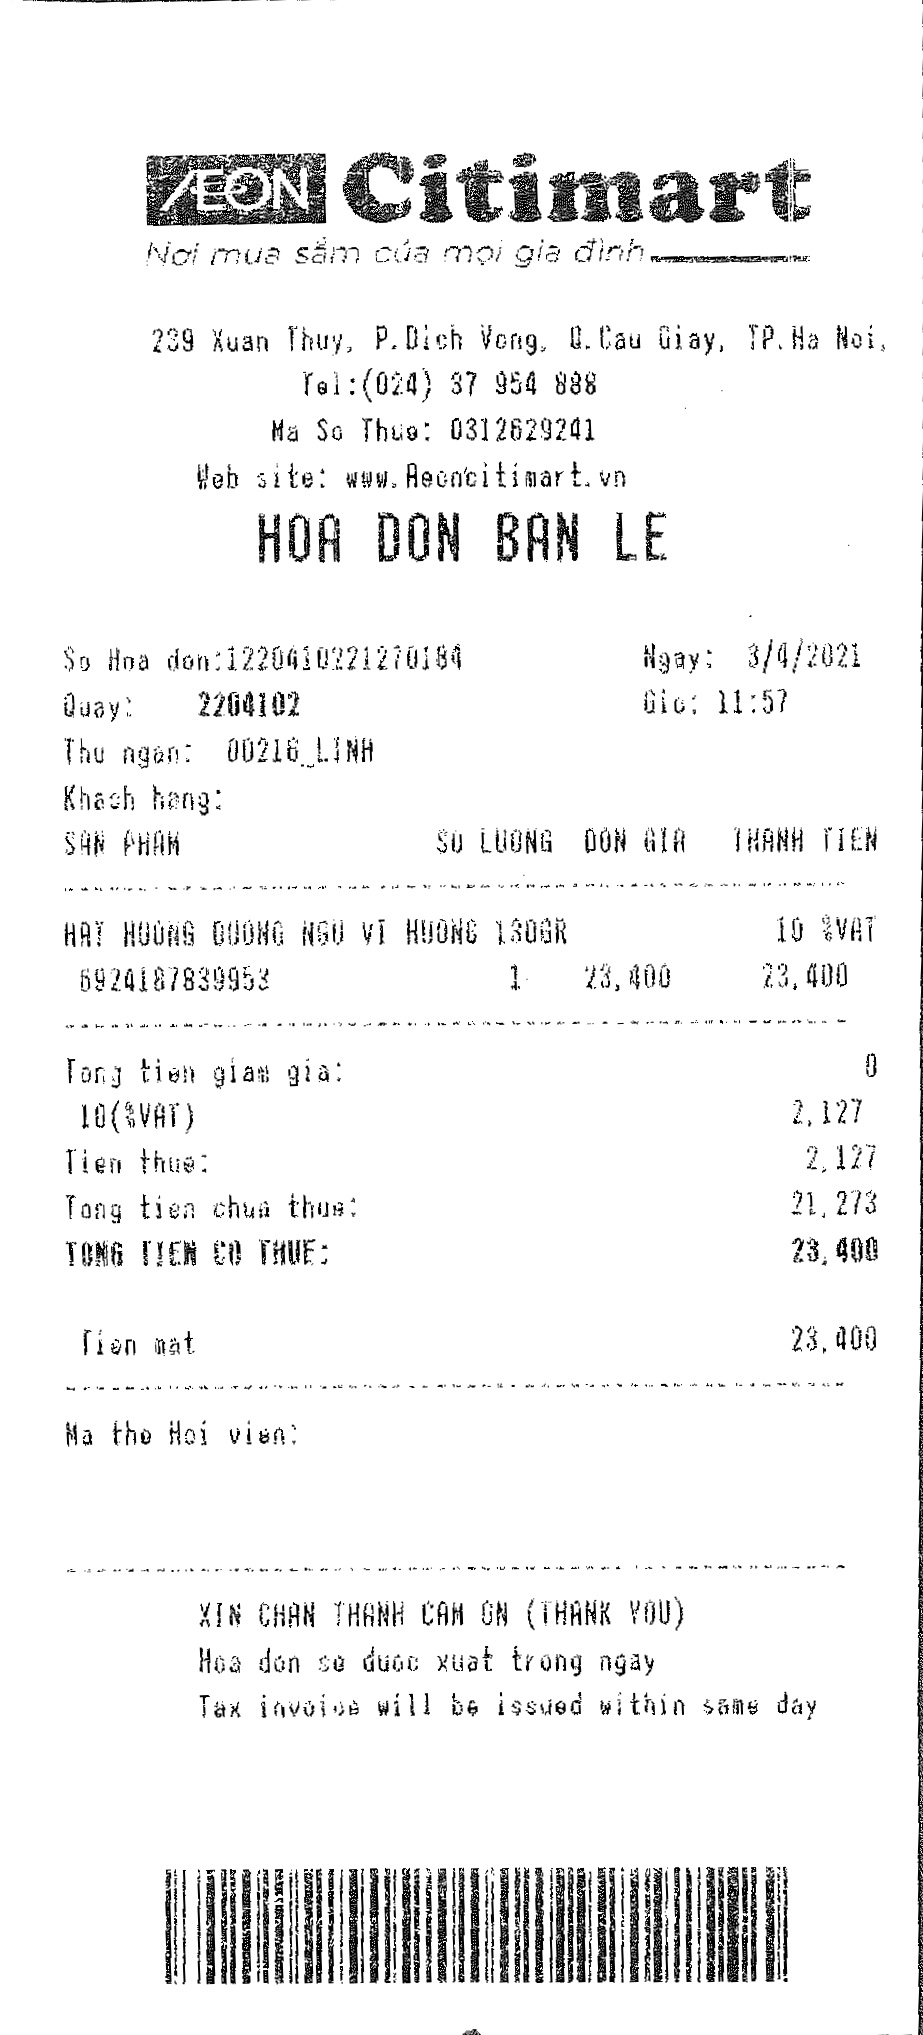 ÆON Citimart
Nơi mua sắm của mọi gia đình
239 Xuan Thuy, P.Dich Vong, Q.Cau Giay, TP.Ha Noi,
Tel:(024) 37 954 888
Ma So Thue: 0312629241
Web site: www.Aeoncitimart.vn
HOA DON BAN LE
So Hoa don:1220410221270184 Ngay: 3/4/2021
Quay: 2204102 Gio: 11:57
Thu ngan: 00216_LINH
Khach hang:
SAN PHAM SO LUONG DON GIA THANH TIEN
HAT HUONG DUONG NGU VI HUONG 130GR 10 %VAT
6924187839953 1 23,400 23,400
Tong tien giam gia: 0
10(%VAT) 2,127
Tien thue: 2,127
Tong tien chua thue: 21,273
TONG TIEN CO THUE: 23,400
Tien mat 23,400
Ma the Hoi vien:
XIN CHAN THANH CAM ON (THANK YOU)
Hoa don se duoc xuat trong ngay
Tax invoice will be issued within same day